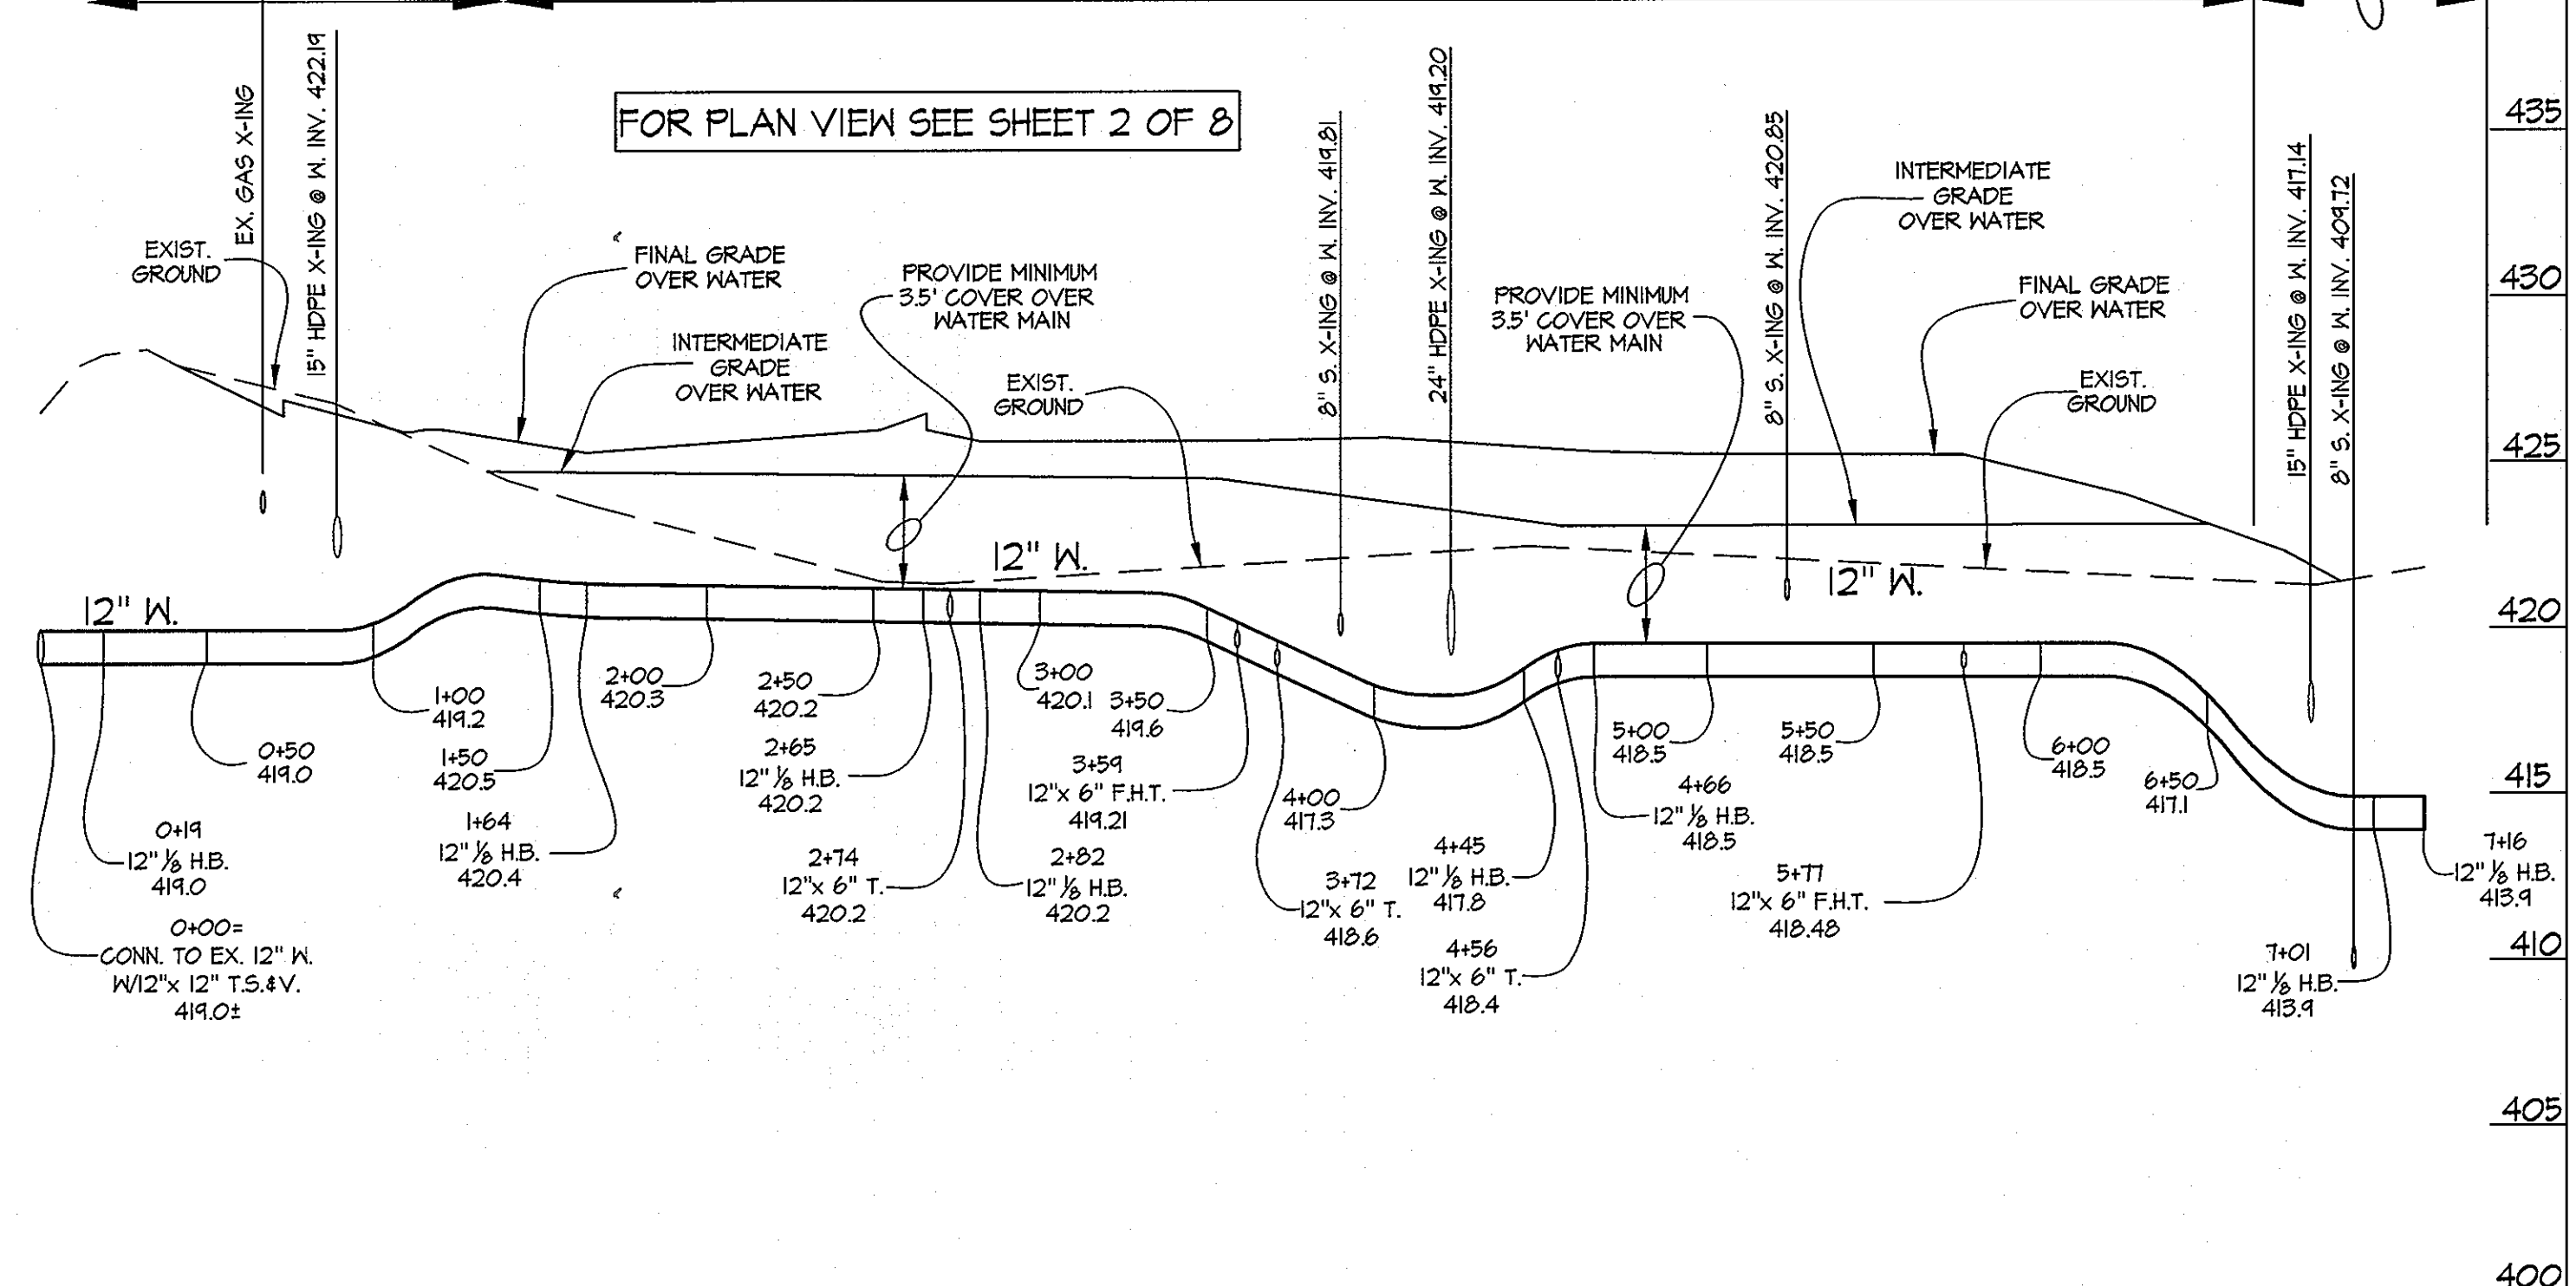 EX. GAS X-ING
15" HDPE X-ING @ W. INV. 422.19
FOR PLAN VIEW SEE SHEET 2 OF 8
8" S. X-ING @ W. INV. 419.81
24" HDPE X-ING @ W. INV. 419.20
8" S. X-ING @ W. INV. 420.85
15" HDPE X-ING @ W. INV. 417.14
8" S. X-ING @ W. INV. 409.72
EXIST.
GROUND
FINAL GRADE
OVER WATER
INTERMEDIATE
GRADE
OVER WATER
PROVIDE MINIMUM
3.5' COVER OVER
WATER MAIN
EXIST.
GROUND
PROVIDE MINIMUM
3.5' COVER OVER
WATER MAIN
INTERMEDIATE
GRADE
OVER WATER
FINAL GRADE
OVER WATER
EXIST.
GROUND
435
430
425
420
415
410
405
400
12" W.
12" W.
12" W.
0+00=
CONN. TO EX. 12" W.
W/12"x 12" T.S.&V.
419.0±
0+19
12" ⅛ H.B.
419.0
0+50
419.0
1+00
419.2
1+50
420.5
1+64
12" ⅛ H.B.
420.4
2+00
420.3
2+50
420.2
2+65
12" ⅛ H.B.
420.2
2+74
12"x 6" T.
420.2
2+82
12" ⅛ H.B.
420.2
3+00
420.1
3+50
419.6
3+59
12"x 6" F.H.T.
419.21
3+72
12"x 6" T.
418.6
4+00
417.3
4+45
12" ⅛ H.B.
417.8
4+56
12"x 6" T.
418.4
4+66
12" ⅛ H.B.
418.5
5+00
418.5
5+50
418.5
5+77
12"x 6" F.H.T.
418.48
6+00
418.5
6+50
417.1
7+01
12" ⅛ H.B.
413.9
7+16
12" ⅛ H.B.
413.9